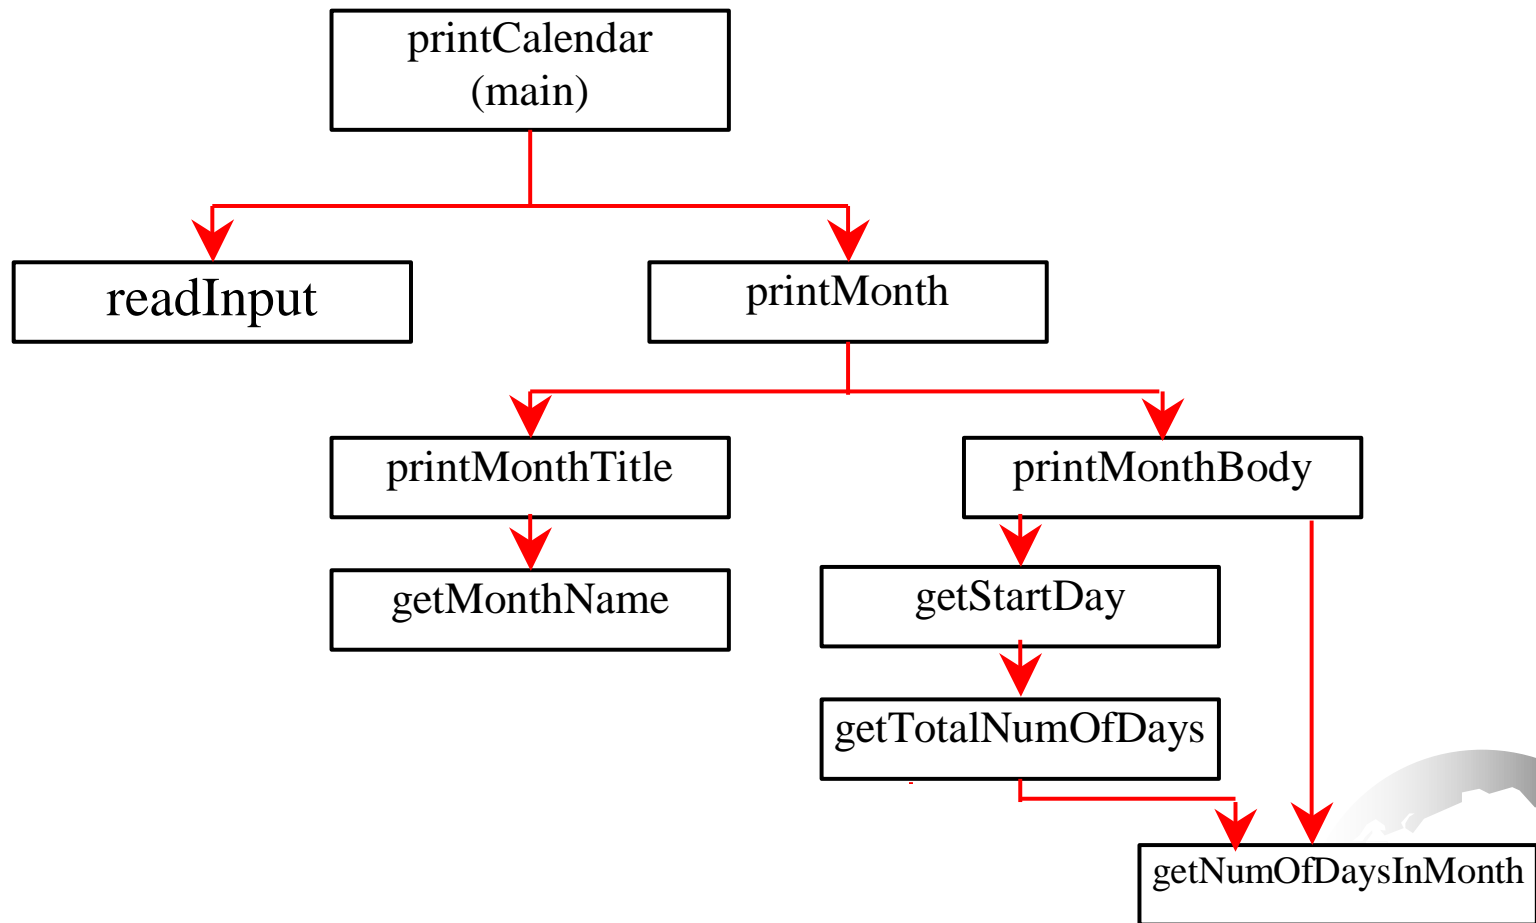 printCalendar
(main)
readInput
printMonth
printMonthTitle
printMonthBody
getMonthName
getStartDay
getTotalNumOfDays
getNumOfDaysInMonth